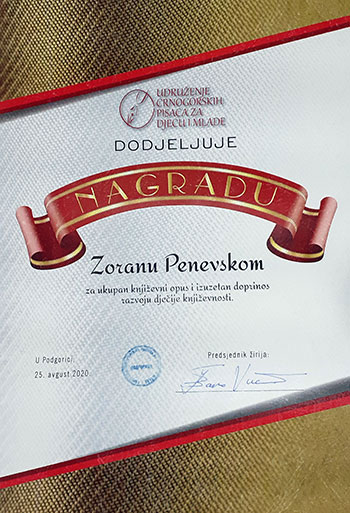 UDRUŽENJE
CRNOGORSKIH
PISACA ZA
DJECU I MLADE
DODJELJUJE
NAGRADU
Zoranu Penevskom
za ukupan književni opus i izuzetan doprinos
razvoju dječije književnosti.
U Podgorici,
25. avgust 2020
Predsjednik žirija: